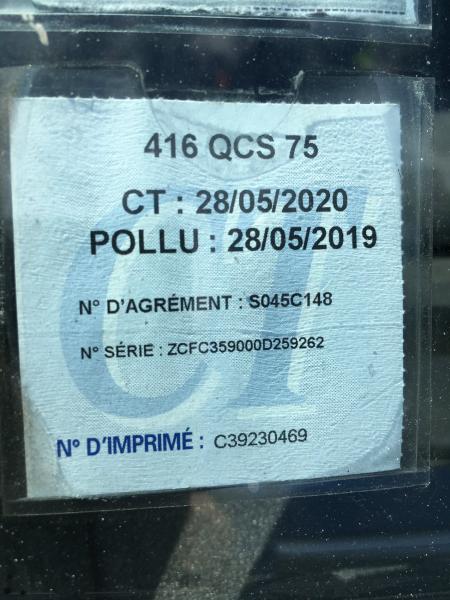 416 QCS 75
CT : 28/05/2020
POLLU : 28/05/2019
N° D'AGRÉMENT : S045C148
N° SÉRIE : ZCFC359000D259262
N° D'IMPRIMÉ : C39230469
CT